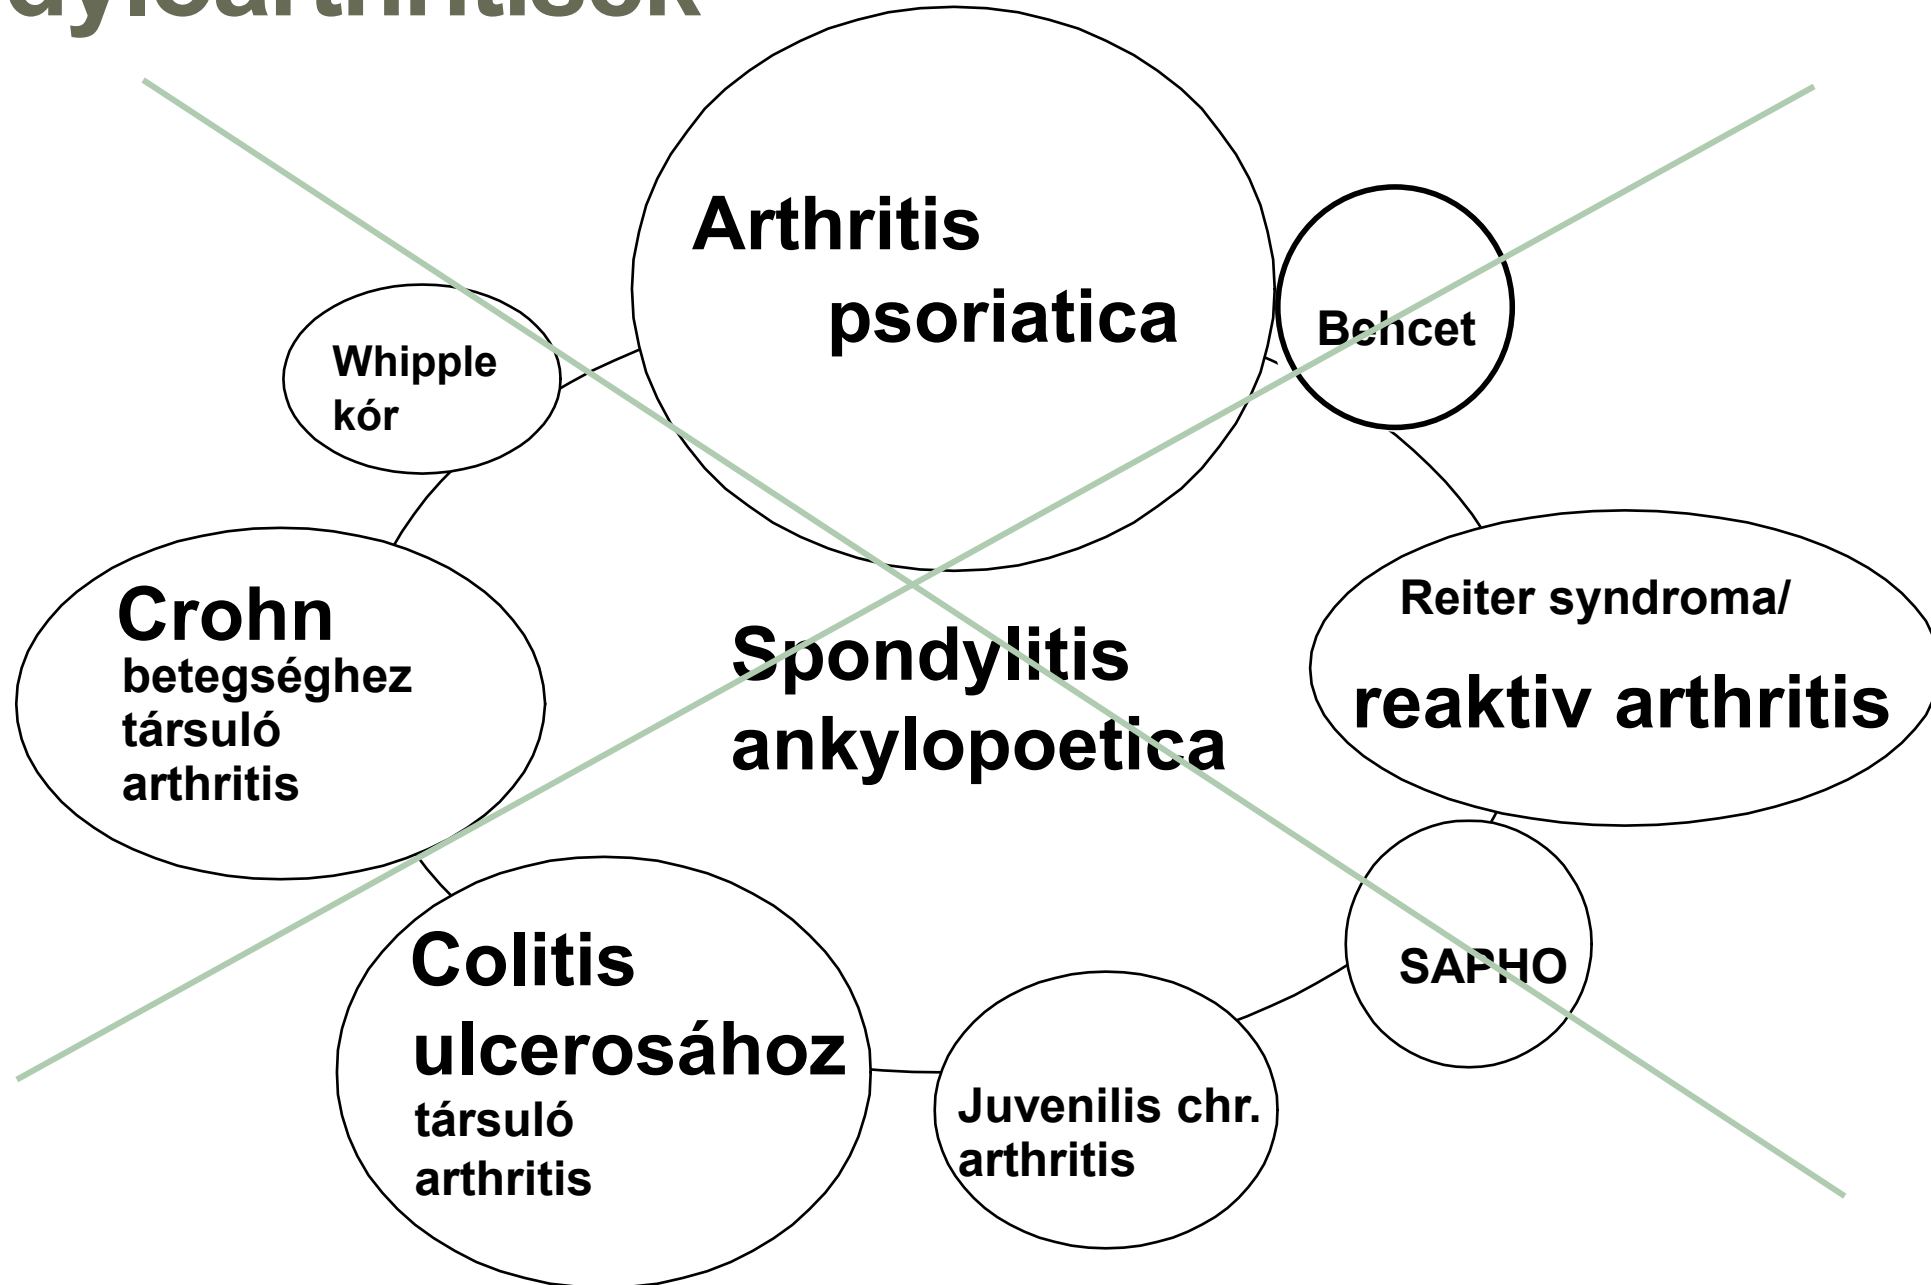 dyloarthritisek
Arthritis
psoriatica
Behcet
Whipple
kór
Reiter syndroma/
reaktiv arthritis
Crohn
betegséghez
társuló
arthritis
Spondylitis
ankylopoetica
SAPHO
Colitis
ulcerosához
társuló
arthritis
Juvenilis chr.
arthritis